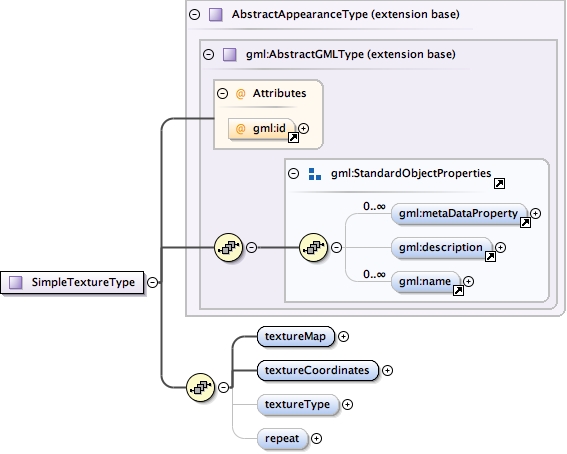 AbstractAppearanceType (extension base)
gml:AbstractGMLType (extension base)
@ Attributes
@ gml:id
gml:StandardObjectProperties
0..∞
gml:metaDataProperty
gml:description
0..∞
gml:name
SimpleTextureType
textureMap
textureCoordinates
textureType
repeat